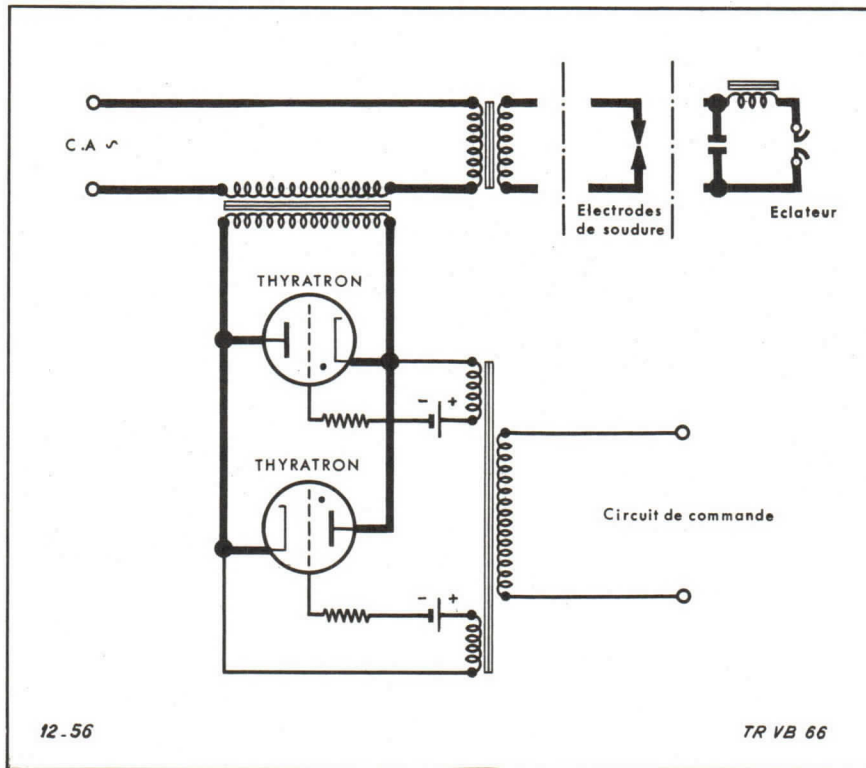 C.A ~
Electrodes
de soudure
Eclateur
THYRATRON
- +
THYRATRON
Circuit de commande
- +
12-56
TR VB 66